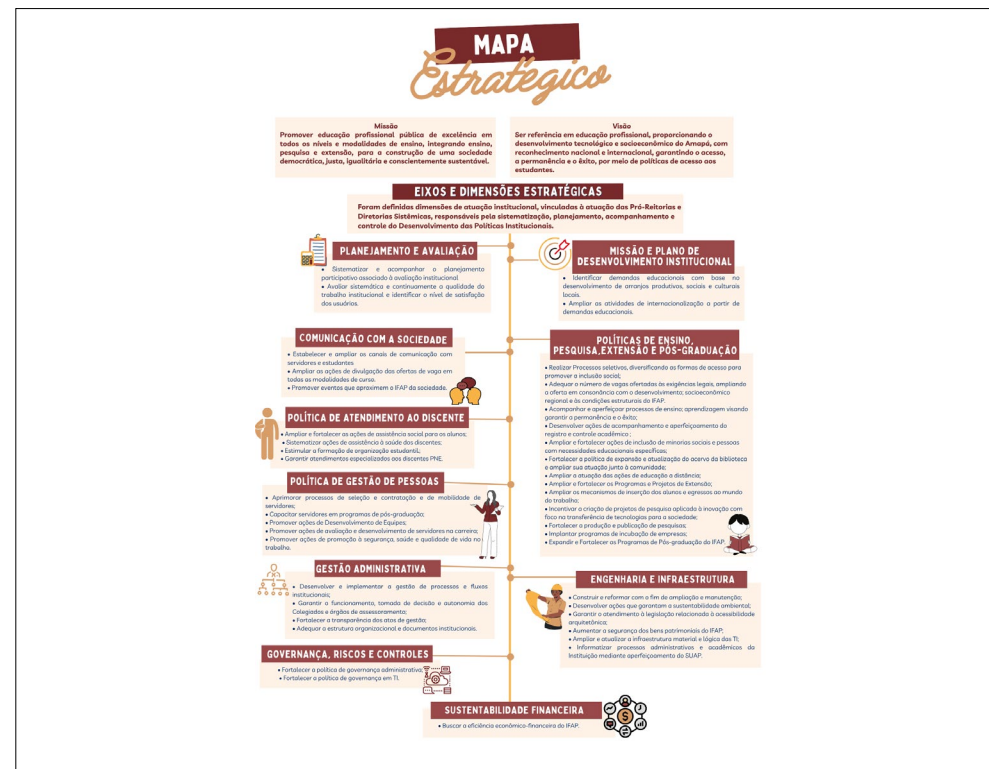 MAPA
Estratégico
Missão
Promover educação profissional pública de excelência em
todos os níveis e modalidades de ensino, integrando ensino,
pesquisa e extensão, para a construção de uma sociedade
democrática, justa, igualitária e conscientemente sustentável.
Visão
Ser referência em educação profissional, proporcionando o
desenvolvimento tecnológico e socioeconômico do Amapá, com
reconhecimento nacional e internacional, garantindo o acesso,
a permanência e o êxito, por meio de políticas de acesso aos
estudantes.
EIXOS E DIMENSÕES ESTRATÉGICAS
Foram definidas dimensões de atuação institucional, vinculadas à atuação das Pró-Reitorias e
Diretorias Sistêmicas, responsáveis pela sistematização, planejamento, acompanhamento e
controle do Desenvolvimento das Políticas Institucionais.
PLANEJAMENTO E AVALIAÇÃO
• Sistematizar e acompanhar o planejamento
participativo associado à avaliação institucional
• Avaliar sistemática e continuamente a qualidade do
trabalho institucional e identificar o nível de satisfação
dos usuários.
MISSÃO E PLANO DE
DESENVOLVIMENTO INSTITUCIONAL
• Identificar demandas educacionais com base no
desenvolvimento de arranjos produtivos, sociais e culturais
locais.
• Ampliar as atividades de internacionalização a partir de
demandas educacionais.
COMUNICAÇÃO COM A SOCIEDADE
• Estabelecer e ampliar os canais de comunicação com
servidores e estudantes
• Ampliar as ações de divulgação das ofertas de vaga em
todas as modalidades de curso.
• Promover eventos que aproximem o IFAP da sociedade.
POLÍTICAS DE ENSINO,
PESQUISA,EXTENSÃO E PÓS-GRADUAÇÃO
• Realizar Processos seletivos, diversificando as formas de acesso para
promover a inclusão social;
• Adequar o número de vagas ofertadas às exigências legais, ampliando
a oferta em consonância com o desenvolvimento; socioeconômico
regional e às condições estruturais do IFAP.
• Acompanhar e aperfeiçoar processos de ensino; aprendizagem visando
garantir a permanência e o êxito;
• Desenvolver ações de acompanhamento e aperfeiçoamento do
registro e controle acadêmico ;
• Ampliar e fortalecer ações de inclusão de minorias sociais e pessoas
com necessidades educacionais específicas;
• Fortalecer a política de expansão e atualização do acervo da biblioteca
e ampliar sua atuação junto à comunidade;
• Ampliar a atuação das ações de educação a distância;
• Ampliar e fortalecer os Programas e Projetos de Extensão;
• Ampliar os mecanismos de inserção dos alunos e egressos ao mundo
do trabalho;
• Incentivar a criação de projetos de pesquisa aplicada à inovação com
foco na transferência de tecnologias para a sociedade;
• Fortalecer a produção e publicação de pesquisas;
• Implantar programas de incubação de empresas;
• Expandir e Fortalecer os Programas de Pós-graduação do IFAP.
POLÍTICA DE ATENDIMENTO AO DISCENTE
• Ampliar e fortalecer as ações de assistência social para os alunos;
• Sistematizar ações de assistência à saúde dos discentes;
• Estimular a formação de organização estudantil;
• Garantir atendimentos especializados aos discentes PNE.
POLÍTICA DE GESTÃO DE PESSOAS
• Aprimorar processos de seleção e contratação e de mobilidade de
servidores;
• Capacitar servidores em programas de pós-graduação;
• Promover ações de Desenvolvimento de Equipes;
• Promover ações de avaliação e desenvolvimento de servidores na carreira;
• Promover ações de promoção à segurança, saúde e qualidade de vida no
trabalho.
GESTÃO ADMINISTRATIVA
• Desenvolver e implementar a gestão de processos e fluxos
institucionais;
• Garantir o funcionamento, tomada de decisão e autonomia dos
Colegiados e órgãos de assessoramento;
• Fortalecer a transparência dos atos de gestão;
• Adequar a estrutura organizacional e documentos institucionais.
ENGENHARIA E INFRAESTRUTURA
• Construir e reformar com o fim de ampliação e manutenção;
• Desenvolver ações que garantam a sustentabilidade ambiental;
• Garantir o atendimento à legislação relacionada à acessibilidade
arquitetônica;
• Aumentar a segurança dos bens patrimoniais do IFAP;
• Ampliar e atualizar a infraestrutura material e lógica das TI;
• Informatizar processos administrativos e acadêmicos da
Instituição mediante aperfeiçoamento do SUAP.
GOVERNANÇA, RISCOS E CONTROLES
• Fortalecer a política de governança administrativa;
• Fortalecer a política de governança em TI.
SUSTENTABILIDADE FINANCEIRA
• Buscar a eficiência econômico-financeira do IFAP.